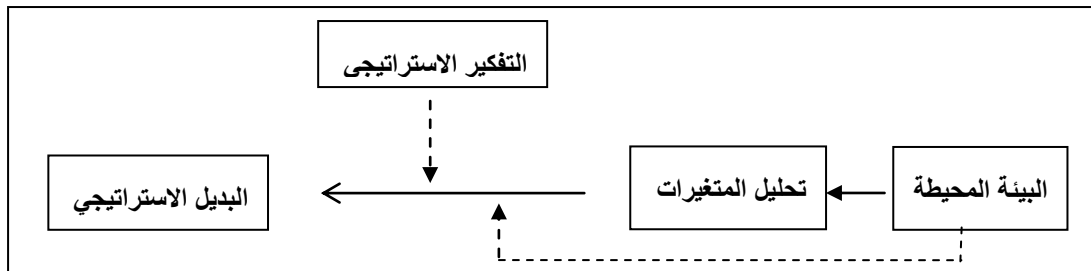 التفكير الاستراتيجى
البيئة المحيطة
تحليل المتغيرات
البديل الاستراتيجي